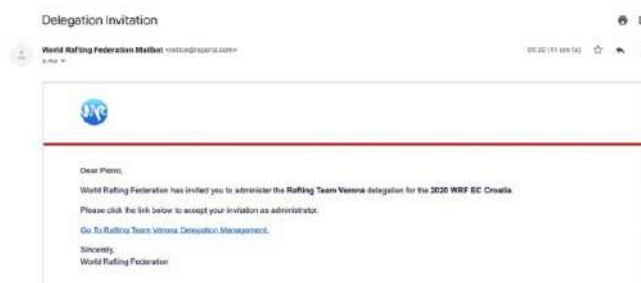 Delegation Invitation
World Rafting Federation Mailbot
a me
Dear
World Rafting Federation has invited you to administer the Rafting Team Verona delegation for the 2020 WRF EC Croatia
Please click the link below to accept your invitation as administrator.
Go To Rafting Team Verona Delegation Management.
Sincerely,
World Rafting Federation